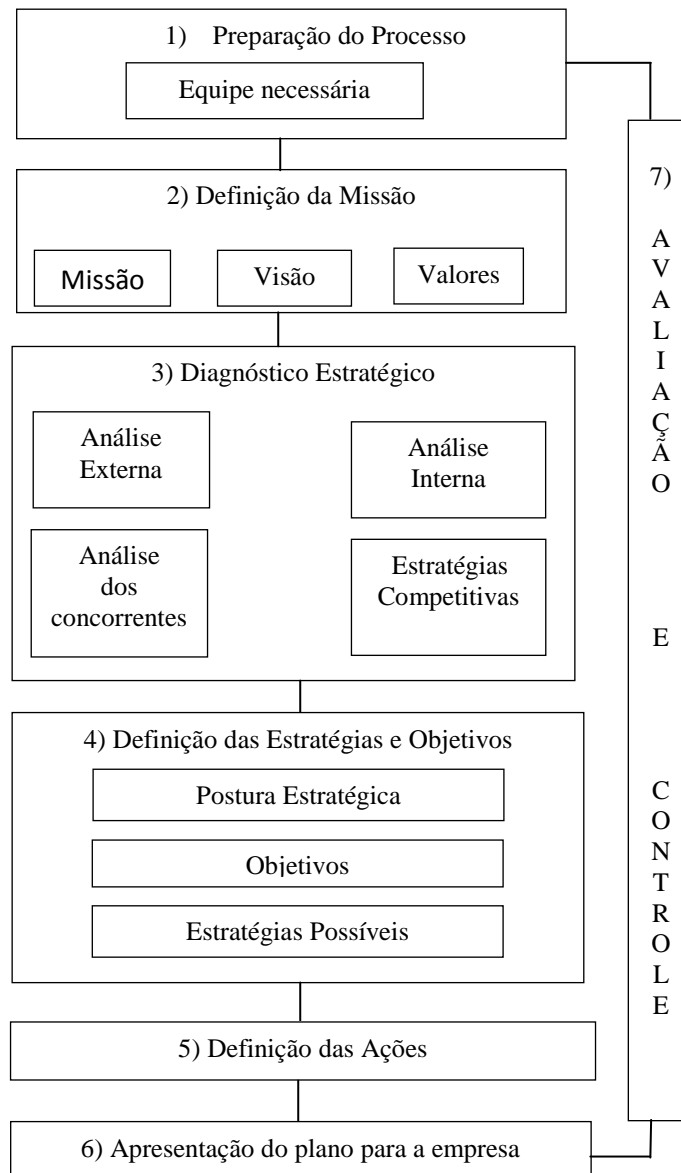 1) Preparação do Processo
Equipe necessária
2) Definição da Missão
Missão
Visão
Valores
3) Diagnóstico Estratégico
Análise
Externa
Análise
Interna
Análise
dos
concorrentes
Estratégias
Competitivas
4) Definição das Estratégias e Objetivos
Postura Estratégica
Objetivos
Estratégias Possíveis
5) Definição das Ações
6) Apresentação do plano para a empresa
7)
A
V
A
L
I
A
Ç
Ã
O
E
C
O
N
T
R
O
L
E